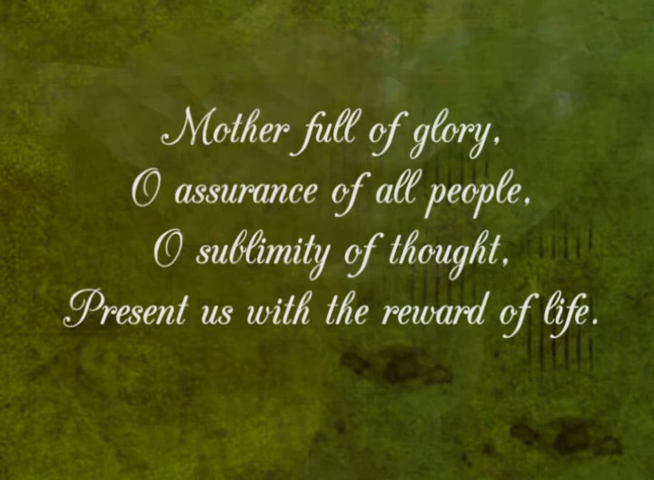 Mother full of glory,
O assurance of all people,
O sublimity of thought,
Present us with the reward of life.